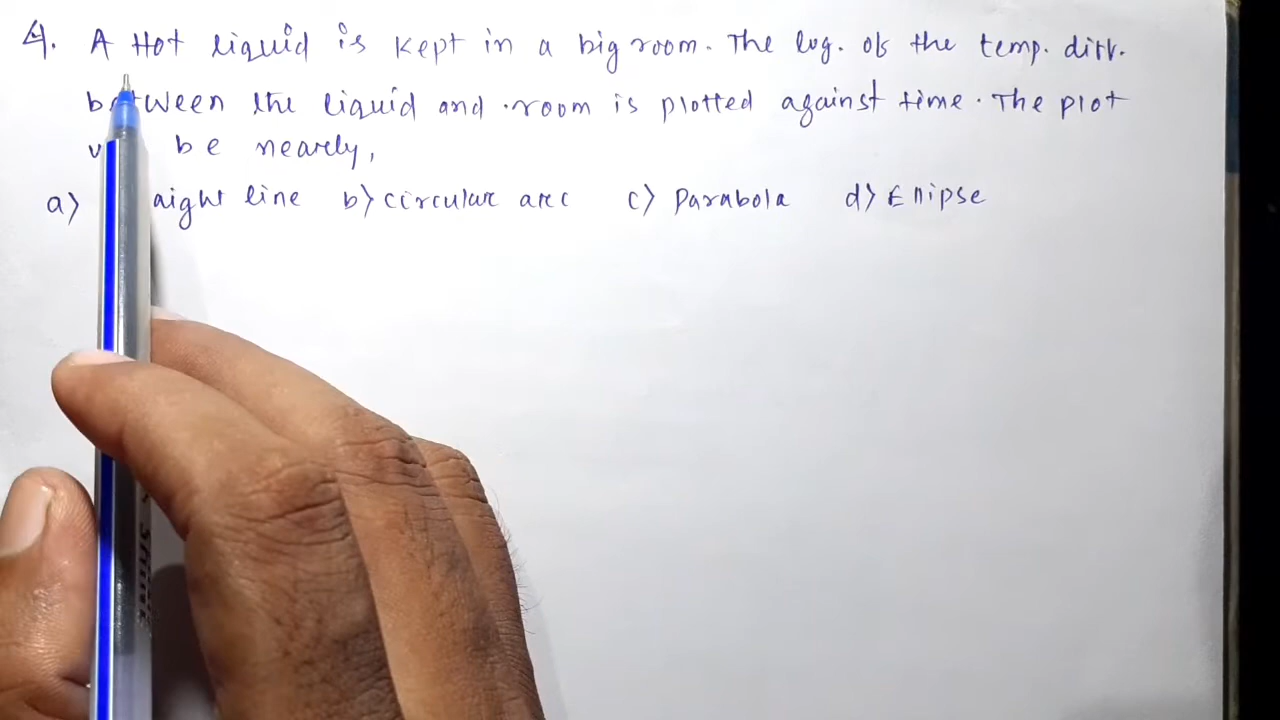 4. A Hot liquid is kept in a big room. The log. of the temp. diff.
between the liquid and room is plotted against time. The plot
be nearly,
a) straight line b) circular arc c) Parabola d) Ellipse